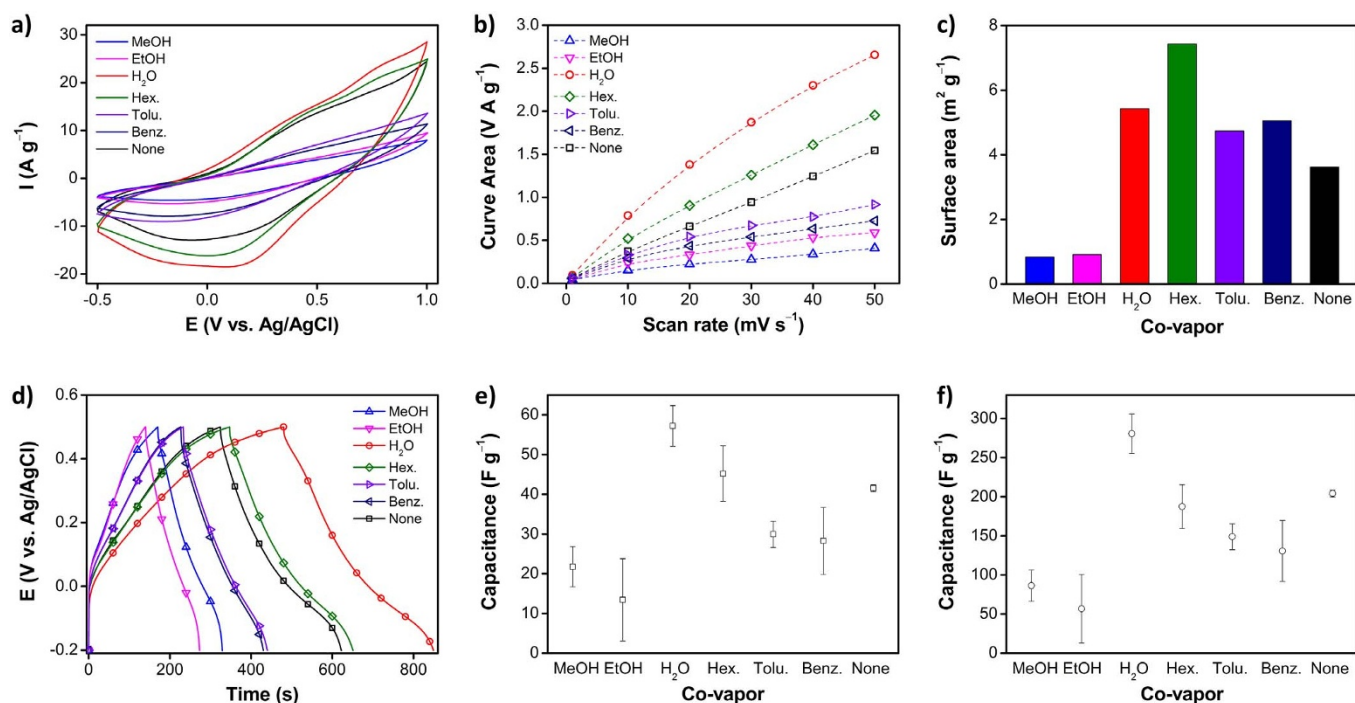 a)
30
20
10
0
-10
-20
I (A g⁻¹)
MeOH
EtOH
H₂O
Hex.
Tolu.
Benz.
None
-0.5 0.0 0.5 1.0
E (V vs. Ag/AgCl)
b)
3.0
2.5
2.0
1.5
1.0
0.5
0.0
Curve Area (V A g⁻¹)
MeOH
EtOH
H₂O
Hex.
Tolu.
Benz.
None
0 10 20 30 40 50
Scan rate (mV s⁻¹)
c)
8
6
4
2
0
Surface area (m² g⁻¹)
MeOH EtOH H₂O Hex. Tolu. Benz. None
Co-vapor
d)
0.6
0.4
0.2
0.0
-0.2
E (V vs. Ag/AgCl)
MeOH
EtOH
H₂O
Hex.
Tolu.
Benz.
None
0 200 400 600 800
Time (s)
e)
60
50
40
30
20
10
0
Capacitance (F g⁻¹)
MeOH EtOH H₂O Hex. Tolu. Benz. None
Co-vapor
f)
300
250
200
150
100
50
0
Capacitance (F g⁻¹)
MeOH EtOH H₂O Hex. Tolu. Benz. None
Co-vapor